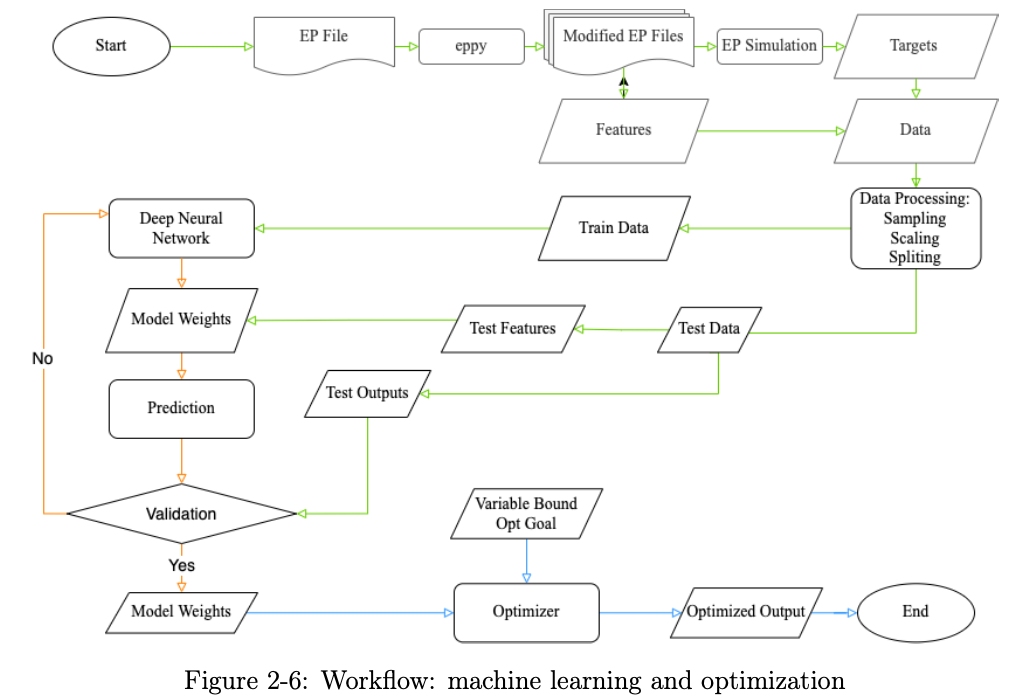 Start
EP File
eppy
Modified EP Files
EP Simulation
Targets
Features
Data
Deep Neural
Network
Train Data
Data Processing:
Sampling
Scaling
Spliting
Model Weights
Test Features
Test Data
No
Prediction
Test Outputs
Validation
Variable Bound
Opt Goal
Yes
Model Weights
Optimizer
Optimized Output
End
Figure 2-6: Workflow: machine learning and optimization